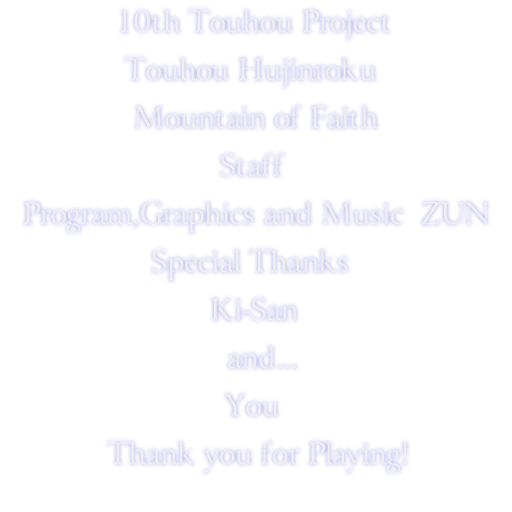 10th Touhou Project
Touhou Hujinroku
Mountain of Faith
Staff
Program,Graphics and Music  ZUN
Special Thanks
Ki-San
and...
You
Thank you for Playing!